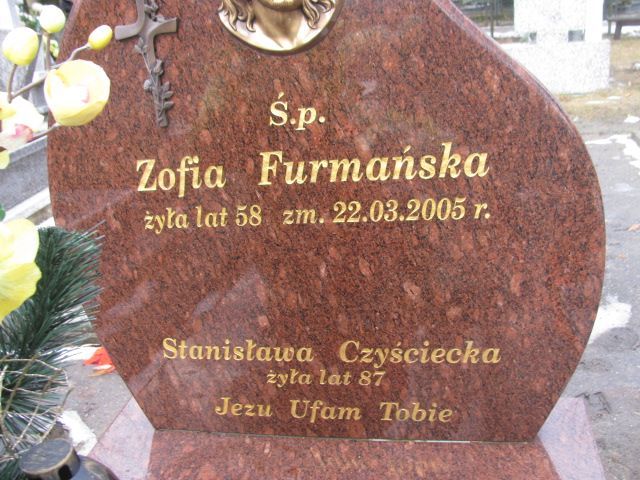 Ś.p.
Zofia Furmańska
żyła lat 58 zm. 22.03.2005 r.
Stanisława Czyściecka
żyła lat 87
Jezu Ufam Tobie